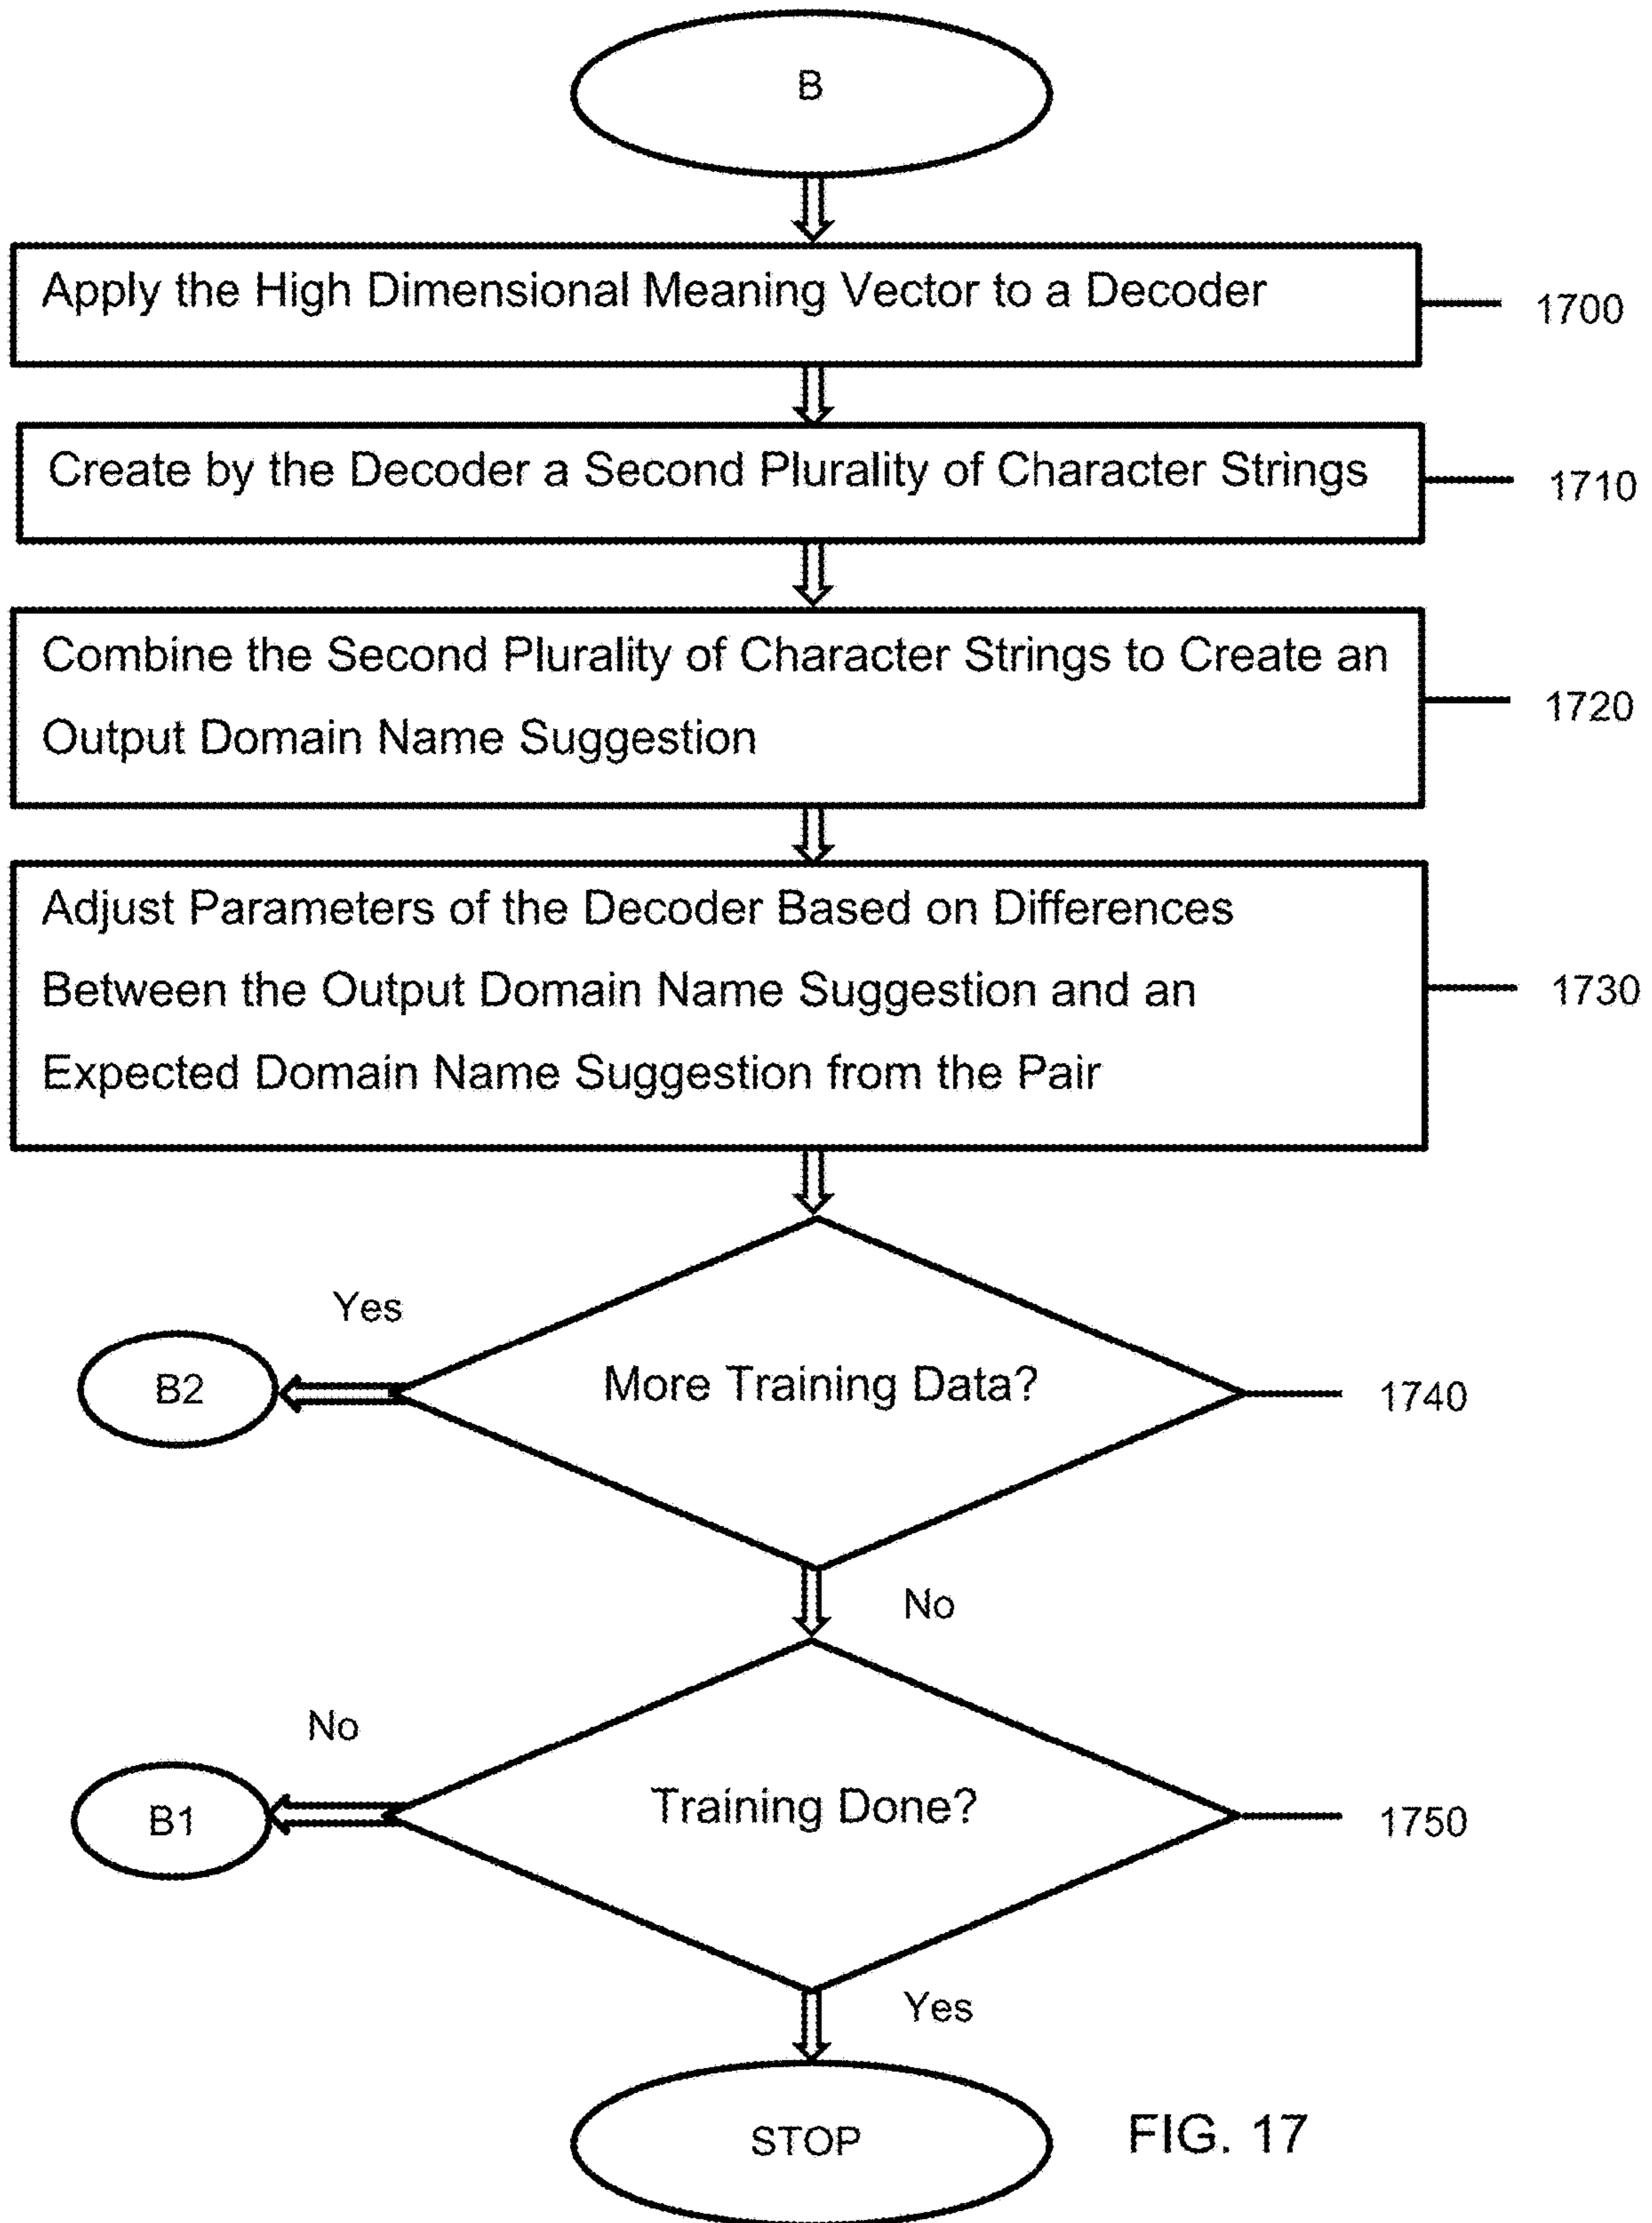 B
Apply the High Dimensional Meaning Vector to a Decoder
1700
Create by the Decoder a Second Plurality of Character Strings
1710
Combine the Second Plurality of Character Strings to Create an
Output Domain Name Suggestion
1720
Adjust Parameters of the Decoder Based on Differences
Between the Output Domain Name Suggestion and an
Expected Domain Name Suggestion from the Pair
1730
Yes
B2
More Training Data?
1740
No
No
B1
Training Done?
1750
Yes
STOP
FIG. 17